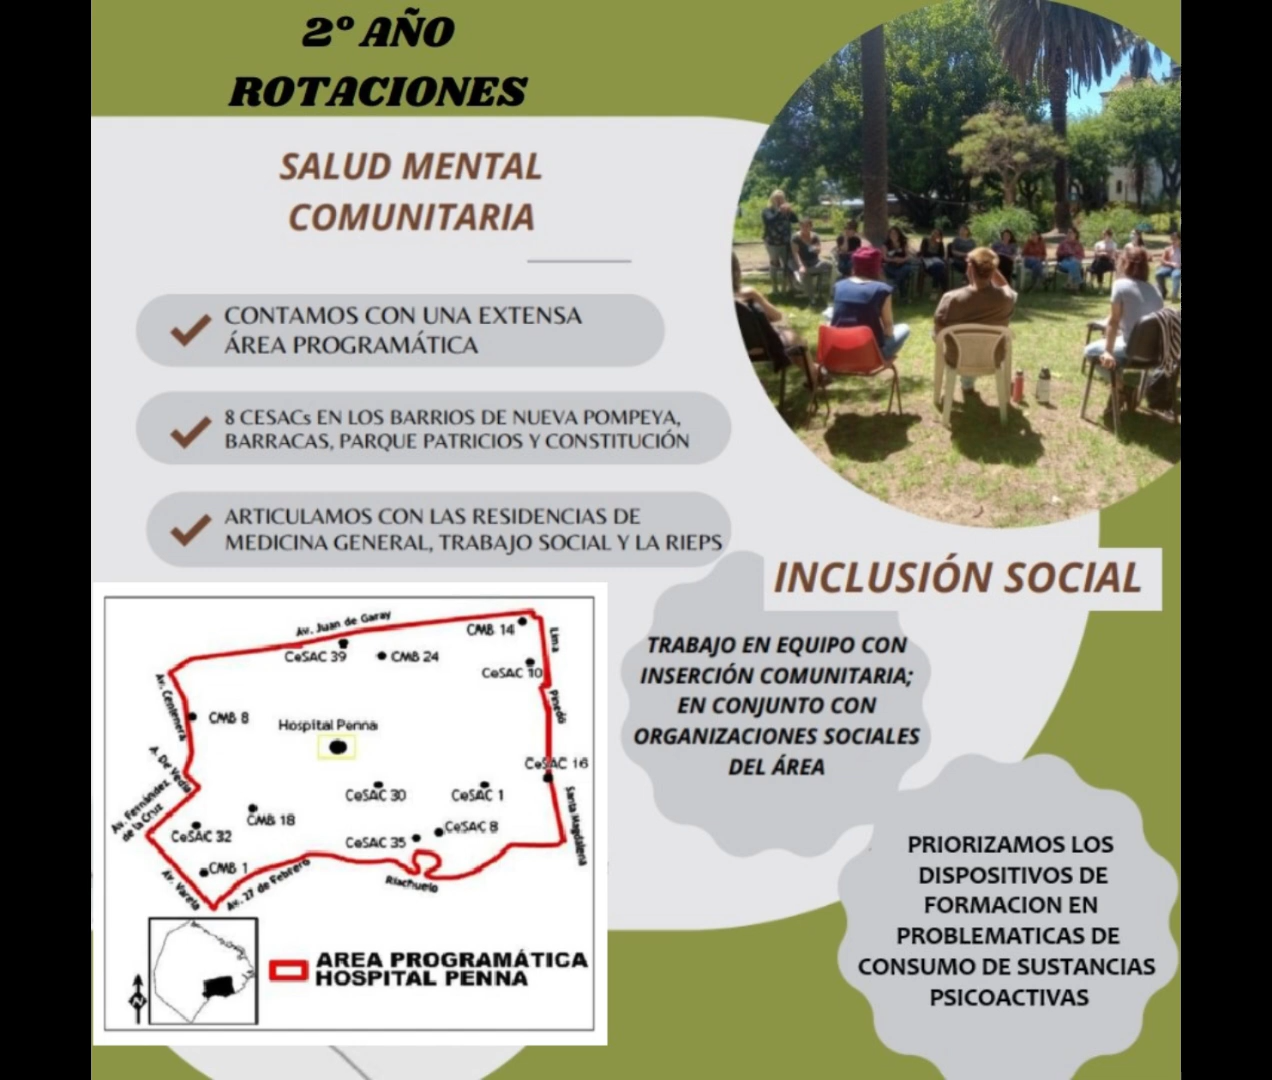 2º AÑO
ROTACIONES
SALUD MENTAL
COMUNITARIA
CONTAMOS CON UNA EXTENSA
ÁREA PROGRAMÁTICA
8 CESACs EN LOS BARRIOS DE NUEVA POMPEYA,
BARRACAS, PARQUE PATRICIOS Y CONSTITUCIÓN
ARTICULAMOS CON LAS RESIDENCIAS DE
MEDICINA GENERAL, TRABAJO SOCIAL Y LA RIEPS
INCLUSIÓN SOCIAL
TRABAJO EN EQUIPO CON
INSERCIÓN COMUNITARIA;
EN CONJUNTO CON
ORGANIZACIONES SOCIALES
DEL ÁREA
PRIORIZAMOS LOS
DISPOSITIVOS DE
FORMACION EN
PROBLEMATICAS DE
CONSUMO DE SUSTANCIAS
PSICOACTIVAS
Av. Juan de Garay
CMB 14
Lima
CeSAC 39
CMB 24
CeSAC 10
Av. Centenera
Pinedo
CMB 8
Hospital Penna
A. De Vedia
CeSAC 16
Av. Fernández
de la Cruz
CeSAC 30
CeSAC 1
Santa Magdalena
CMB 18
CeSAC 32
CeSAC 8
CeSAC 35
CMB 1
Av. Varela
Av. 27 de Febrero
Riachuelo
N
AREA PROGRAMÁTICA
HOSPITAL PENNA